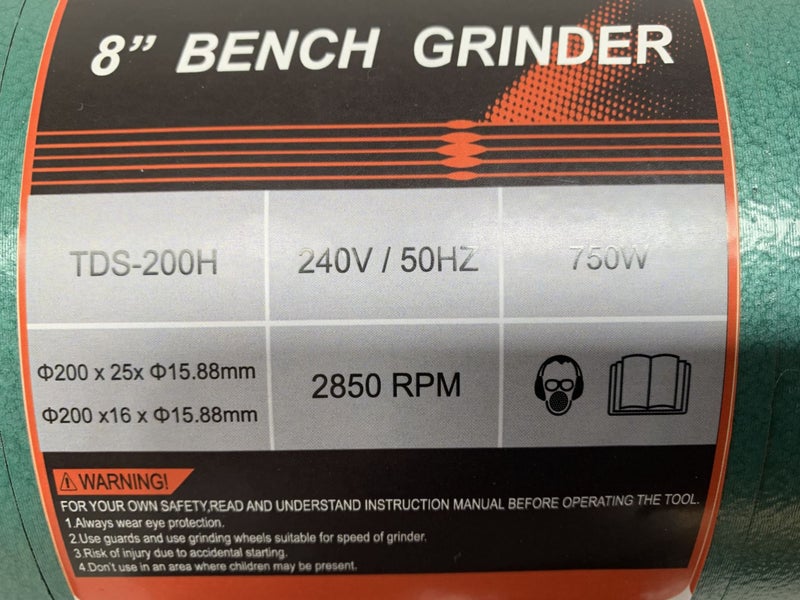 8” BENCH GRINDER
TDS-200H
240V / 50HZ
750W
Φ200 x 25x Φ15.88mm
Φ200 x16 x Φ15.88mm
2850 RPM
WARNING!
FOR YOUR OWN SAFETY,READ AND UNDERSTAND INSTRUCTION MANUAL BEFORE OPERATING THE TOOL.
1.Always wear eye protection.
2.Use guards and use grinding wheels suitable for speed of grinder.
3.Risk of injury due to accidental starting.
4.Don't use in an area where children may be present.